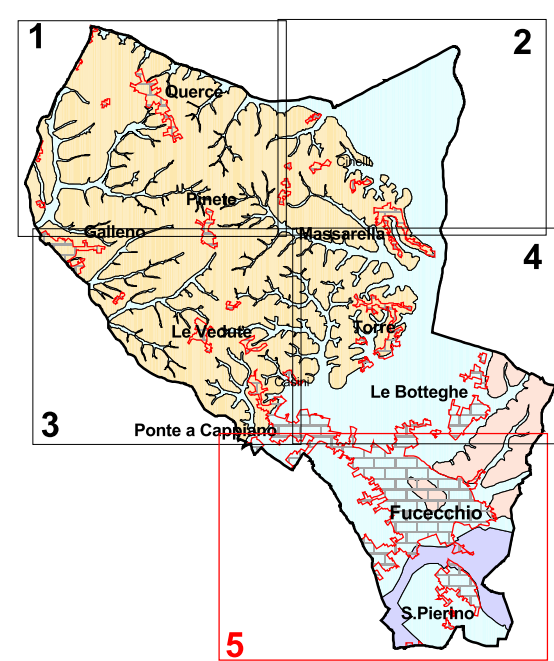 1
2
Querce
Cinelli
Pinete
Galleno
Massarella
4
Le Vedute
Torre
Casini
Le Botteghe
3
Ponte a Cappiano
Fucecchio
S.Pierino
5